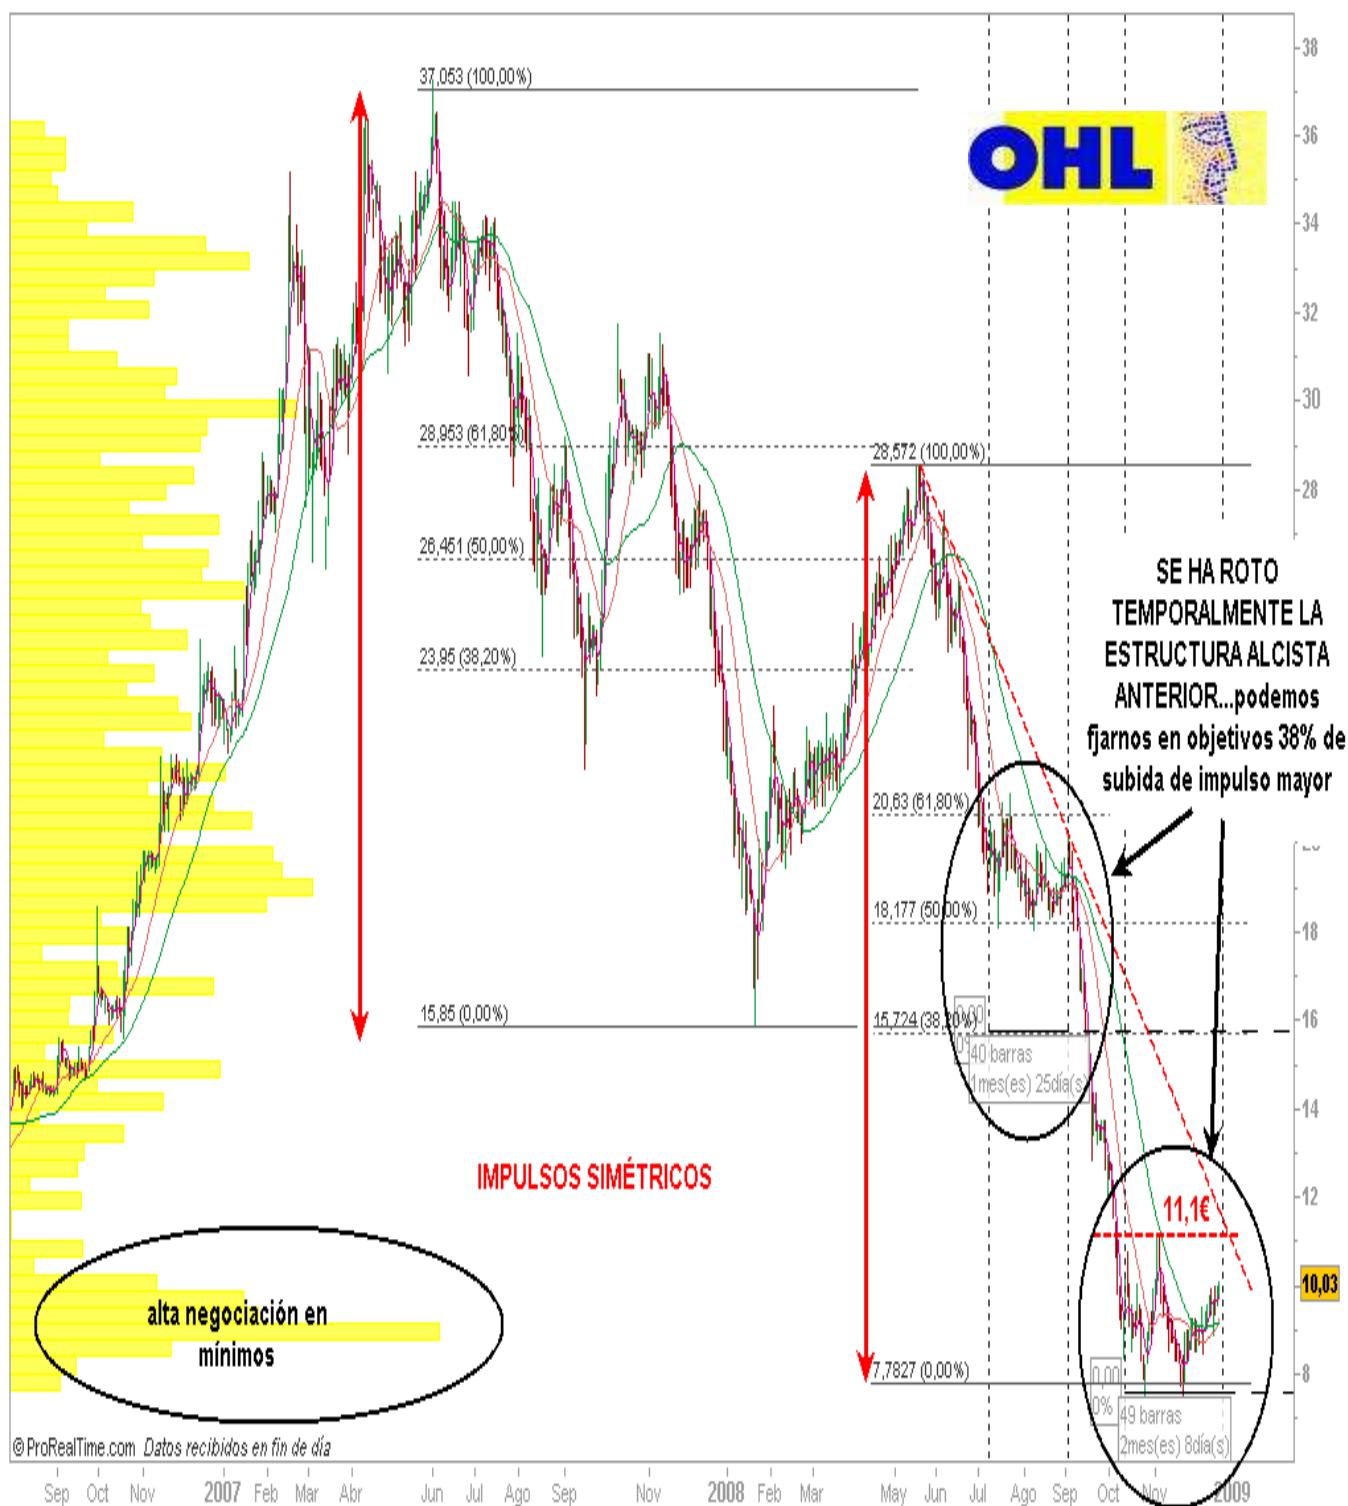 38
37,053 (100,00%)
OHL
36
34
32
30
28,953 (61,80%)
28,572 (100,00%)
28
26,451 (50,00%)
SE HA ROTO
TEMPORALMENTE LA
ESTRUCTURA ALCISTA
ANTERIOR...podemos
fjarnos en objetivos 38% de
subida de impulso mayor
23,95 (38,20%)
20,63 (61,80%)
18,177 (50,00%)
18
15,85 (0,00%)
0,00
15,724 (38,20%)
16
40 barras
1mes(es) 25día(s)
14
IMPULSOS SIMÉTRICOS
12
11,1€
10,03
alta negociación en
mínimos
7,7827 (0,00%)
8
0,00
0%
49 barras
2mes(es) 8día(s)
©ProRealTime.com Datos recibidos en fin de día
Sep Oct Nov 2007 Feb Mar Abr Jun Jul Ago Sep Nov 2008 Feb Mar May Jun Jul Ago Sep Oct Nov 2009